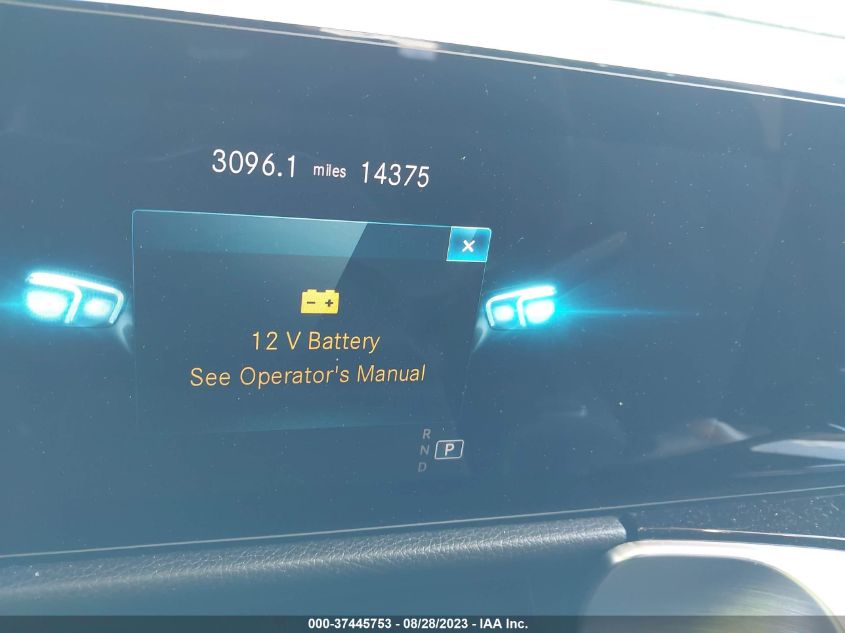 3096.1 miles 14375
12 V Battery
See Operator's Manual
R
N P
D
000-37445753 - 08/28/2023 - IAA Inc.